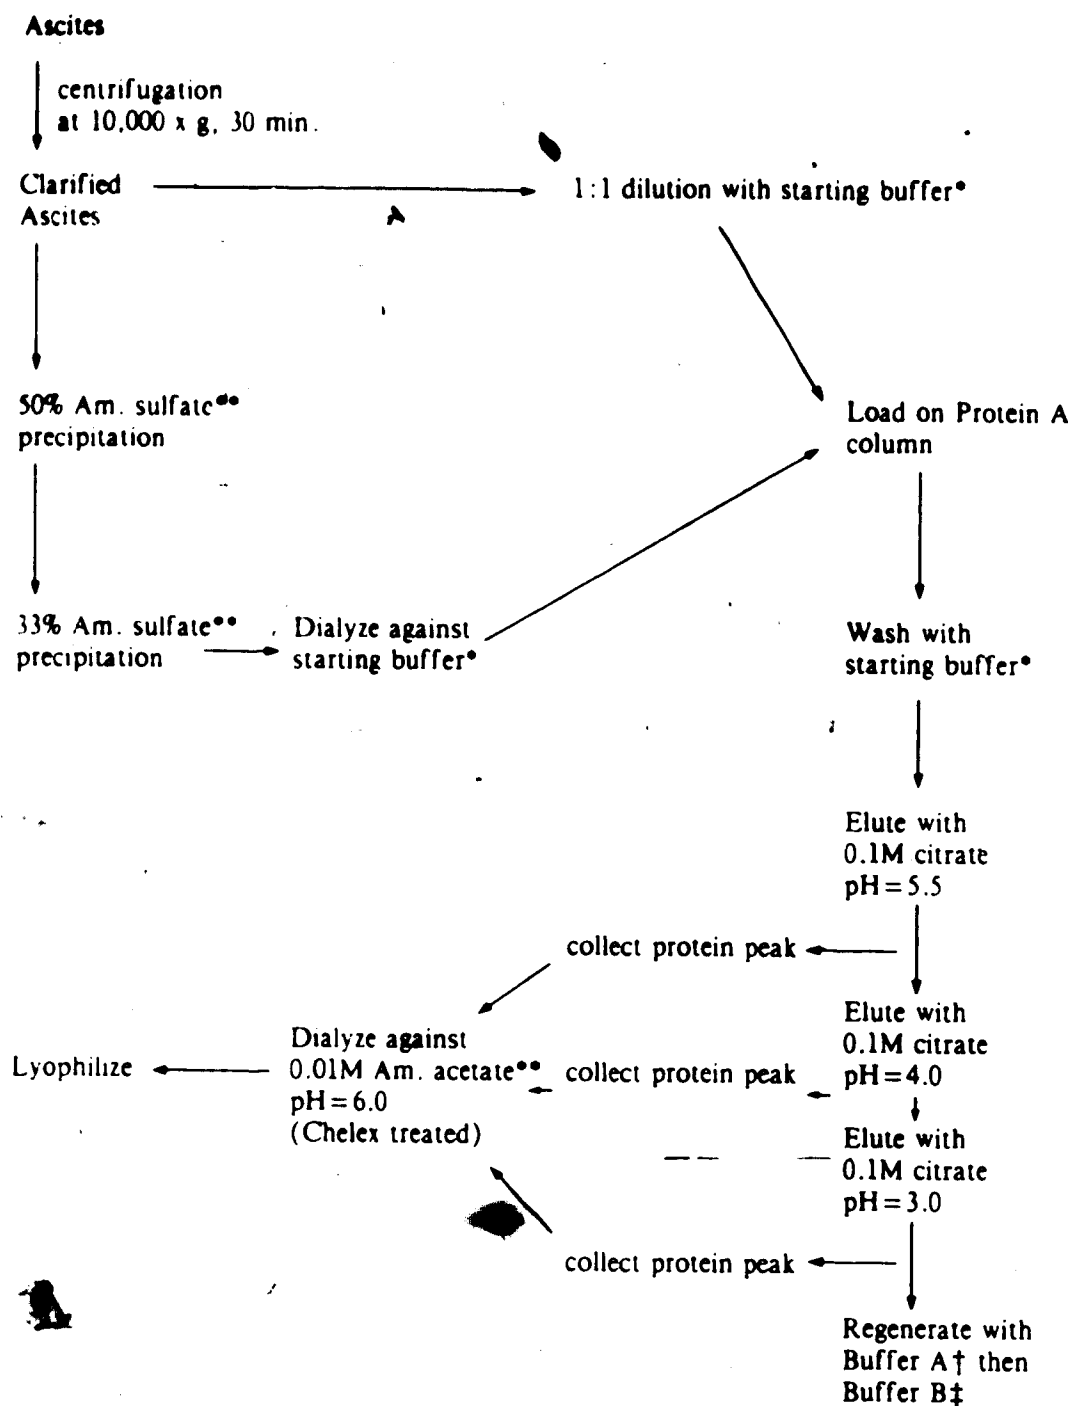 Ascites
centrifugation
at 10,000 x g, 30 min.
Clarified
Ascites
1:1 dilution with starting buffer*
50% Am. sulfate**
precipitation
Load on Protein A
column
33% Am. sulfate**
precipitation
Dialyze against
starting buffer*
Wash with
starting buffer*
Elute with
0.1M citrate
pH=5.5
collect protein peak
Elute with
0.1M citrate
pH=4.0
collect protein peak
Dialyze against
0.01M Am. acetate**
pH=6.0
(Chelex treated)
Lyophilize
Elute with
0.1M citrate
pH=3.0
collect protein peak
Regenerate with
Buffer A† then
Buffer B‡